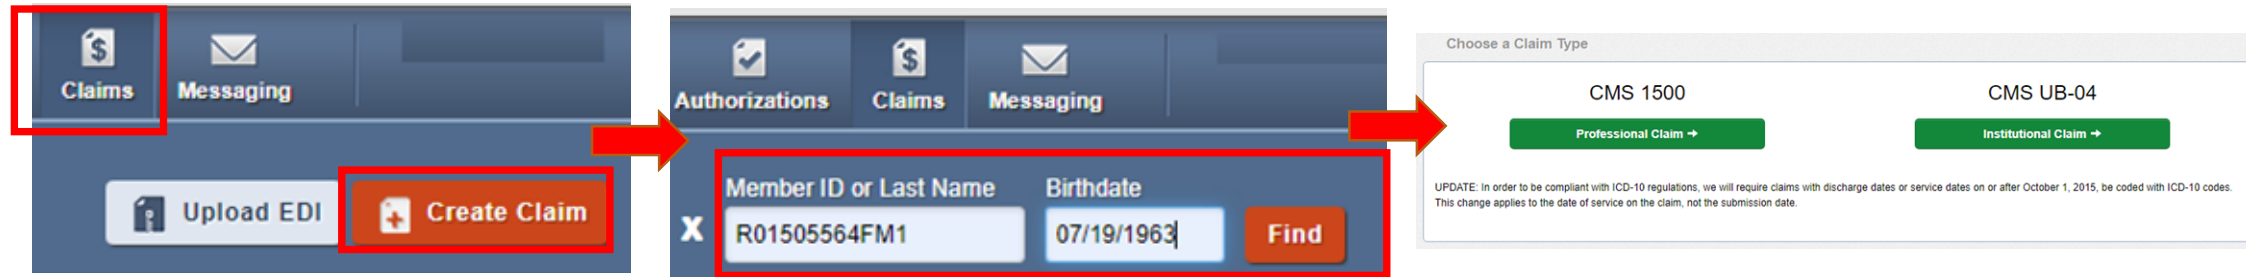 Claims
Messaging
Upload EDI
Create Claim
Authorizations
Claims
Messaging
Member ID or Last Name
Birthdate
X
R01505564FM1
07/19/1963
Find
Choose a Claim Type
CMS 1500
CMS UB-04
Professional Claim →
Institutional Claim →
UPDATE: In order to be compliant with ICD-10 regulations, we will require claims with discharge dates or service dates on or after October 1, 2015, be coded with ICD-10 codes.
This change applies to the date of service on the claim, not the submission date.